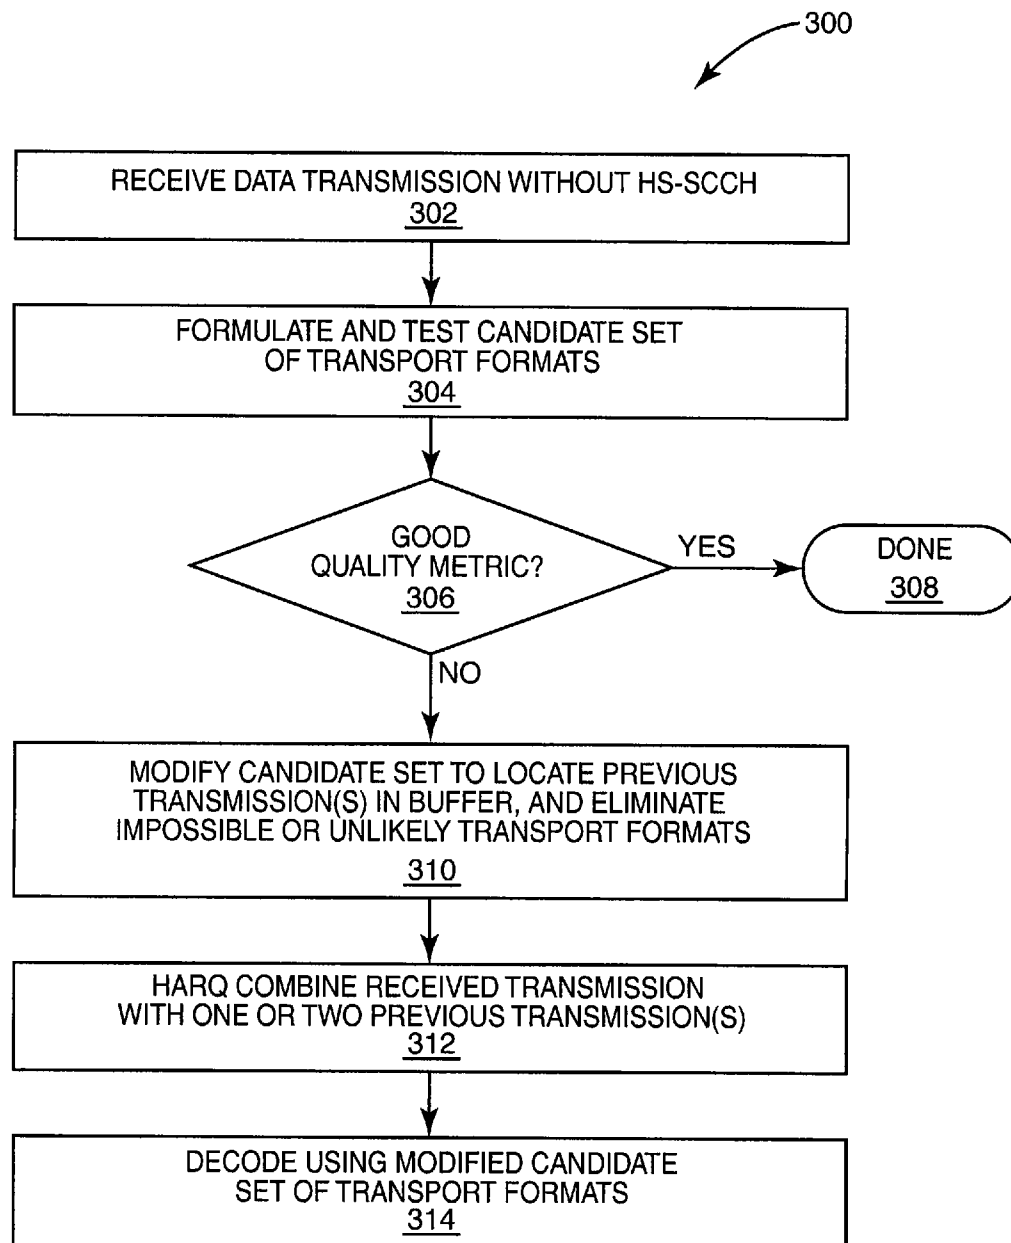 300
RECEIVE DATA TRANSMISSION WITHOUT HS-SCCH
302
FORMULATE AND TEST CANDIDATE SET
OF TRANSPORT FORMATS
304
GOOD
QUALITY METRIC?
306
YES
DONE
308
NO
MODIFY CANDIDATE SET TO LOCATE PREVIOUS
TRANSMISSION(S) IN BUFFER, AND ELIMINATE
IMPOSSIBLE OR UNLIKELY TRANSPORT FORMATS
310
HARQ COMBINE RECEIVED TRANSMISSION
WITH ONE OR TWO PREVIOUS TRANSMISSION(S)
312
DECODE USING MODIFIED CANDIDATE
SET OF TRANSPORT FORMATS
314